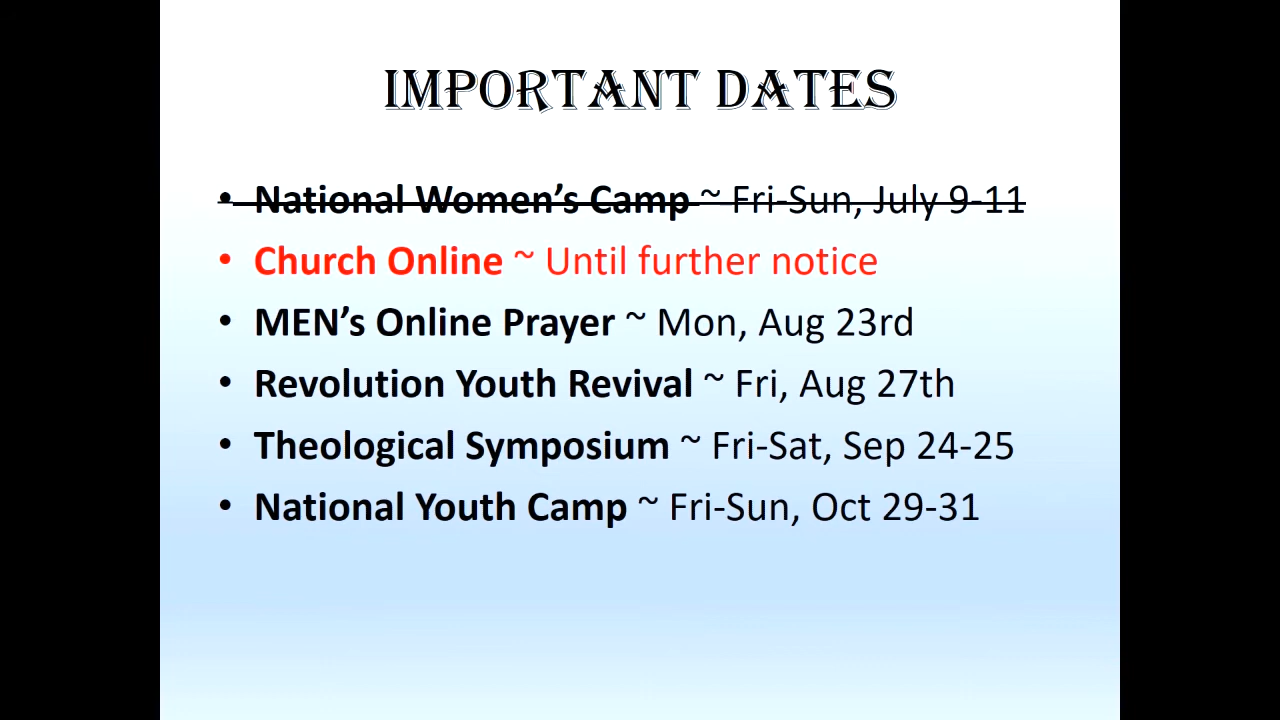 IMPORTANT DATES
• National Women's Camp ~ Fri-Sun, July 9-11
• Church Online ~ Until further notice
• MEN's Online Prayer ~ Mon, Aug 23rd
• Revolution Youth Revival ~ Fri, Aug 27th
• Theological Symposium ~ Fri-Sat, Sep 24-25
• National Youth Camp ~ Fri-Sun, Oct 29-31